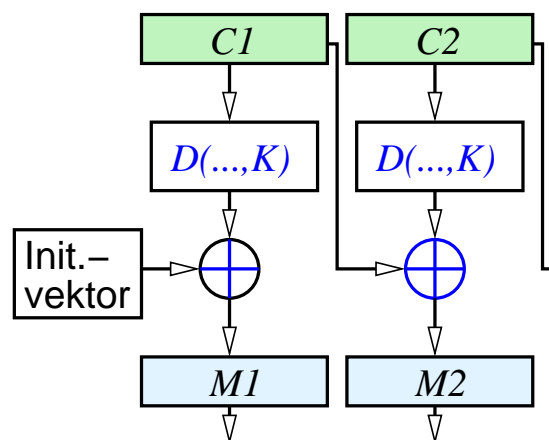 C1 C2
D(...,K) D(...,K)
Init.–
vektor
M1 M2